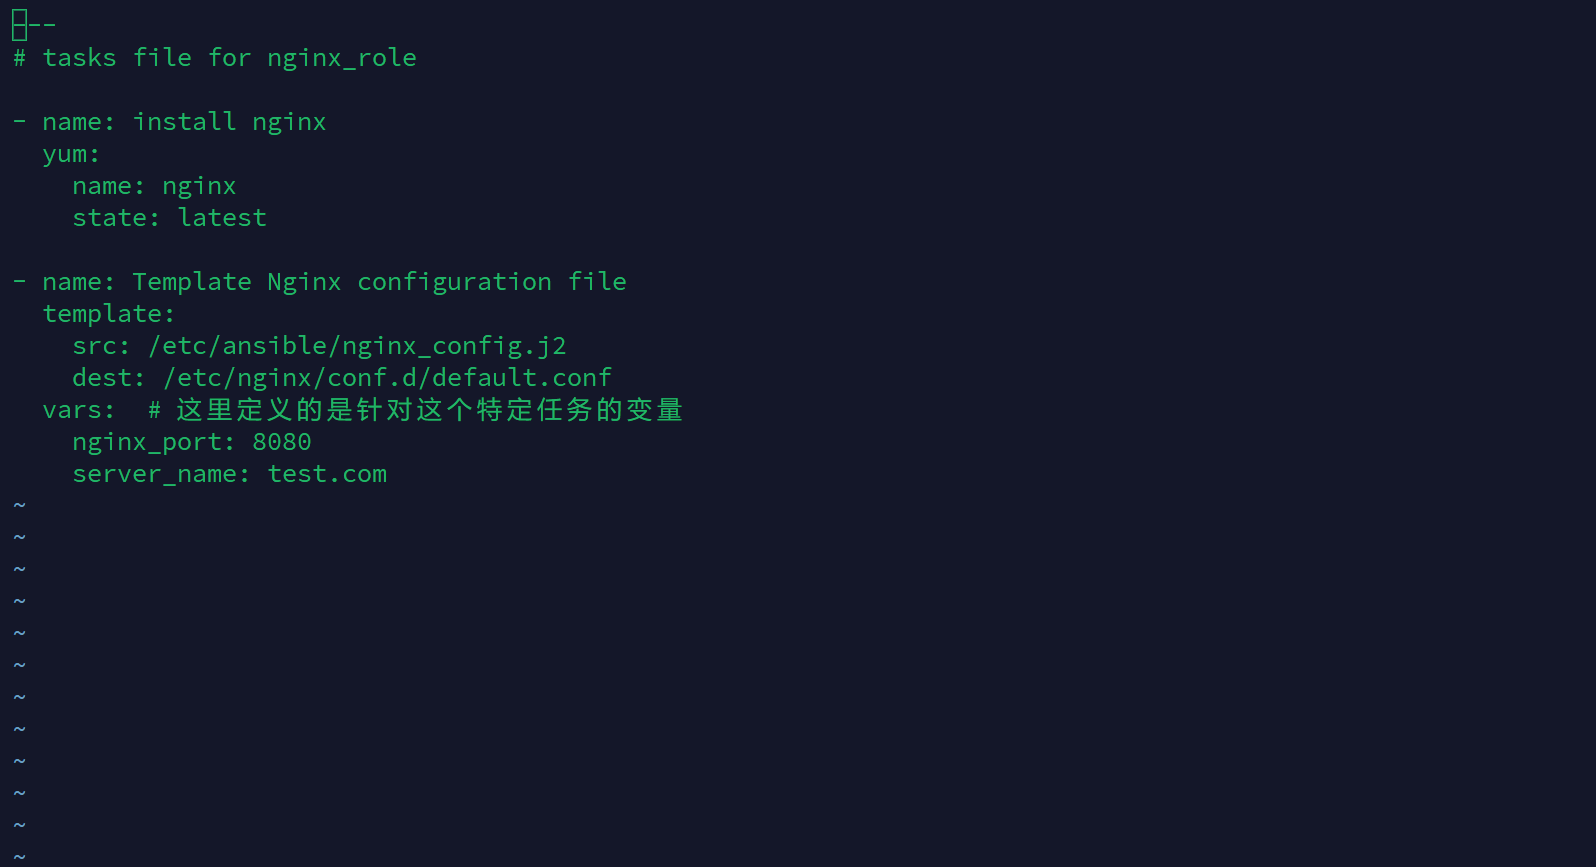 ---
# tasks file for nginx_role

- name: install nginx
  yum:
    name: nginx
    state: latest

- name: Template Nginx configuration file
  template:
    src: /etc/ansible/nginx_config.j2
    dest: /etc/nginx/conf.d/default.conf
  vars:  # 这里定义的是针对这个特定任务的变量
    nginx_port: 8080
    server_name: test.com
~
~
~
~
~
~
~
~
~
~
~
~